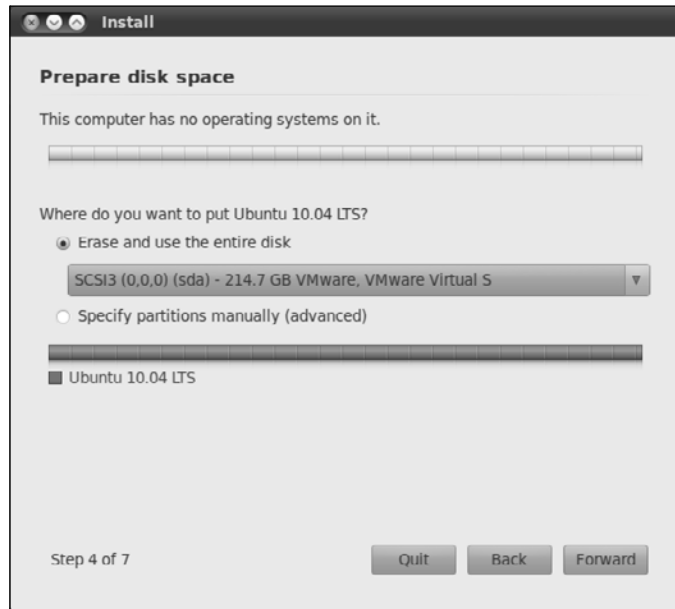 Install
Prepare disk space
This computer has no operating systems on it.
Where do you want to put Ubuntu 10.04 LTS?
Erase and use the entire disk
SCSI3 (0,0,0) (sda) - 214.7 GB VMware, VMware Virtual S
Specify partitions manually (advanced)
Ubuntu 10.04 LTS
Step 4 of 7
Quit
Back
Forward